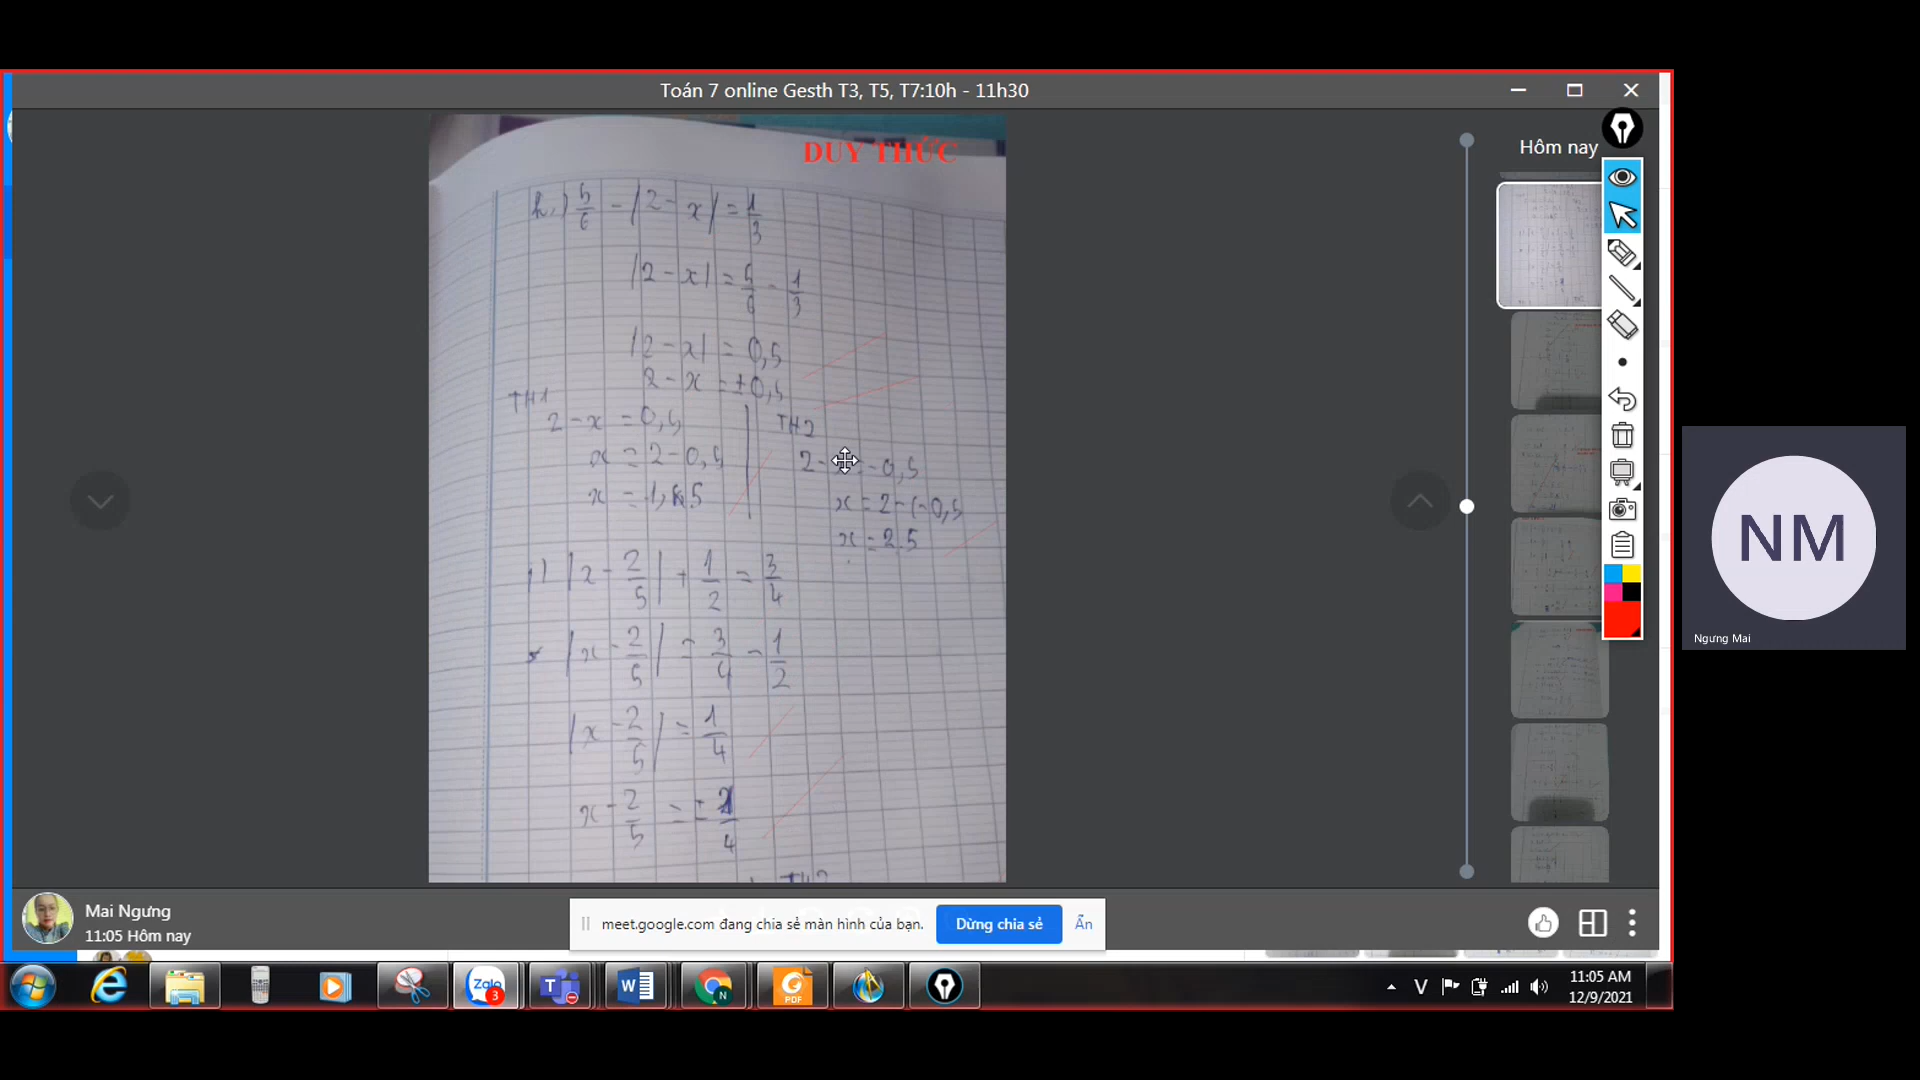 Toán 7 online Gesth T3, T5, T7:10h - 11h30
Hôm nay
DUY THỨC
h.) 5/6 - |2 - x| = 1/3
|2 - x| = 5/6 - 1/3
|2 - x| = 0,5
2 - x = ± 0,5
TH1
2 - x = 0,5
x = 2 - 0,5
x = 1,5
TH2
2 - = -0,5
x = 2 - (-0,5
x = 2,5
i) |x - 2/5| + 1/2 = 3/4
|x - 2/5| = 3/4 - 1/2
|x - 2/5| = 1/4
x - 2/5 = ± 1/4
TH2
NM
Ngưng Mai
Mai Ngưng
11:05 Hôm nay
meet.google.com đang chia sẻ màn hình của bạn.
Dừng chia sẻ
Ẩn
Zalo
3
T
W
N
PDF
V
11:05 AM
12/9/2021